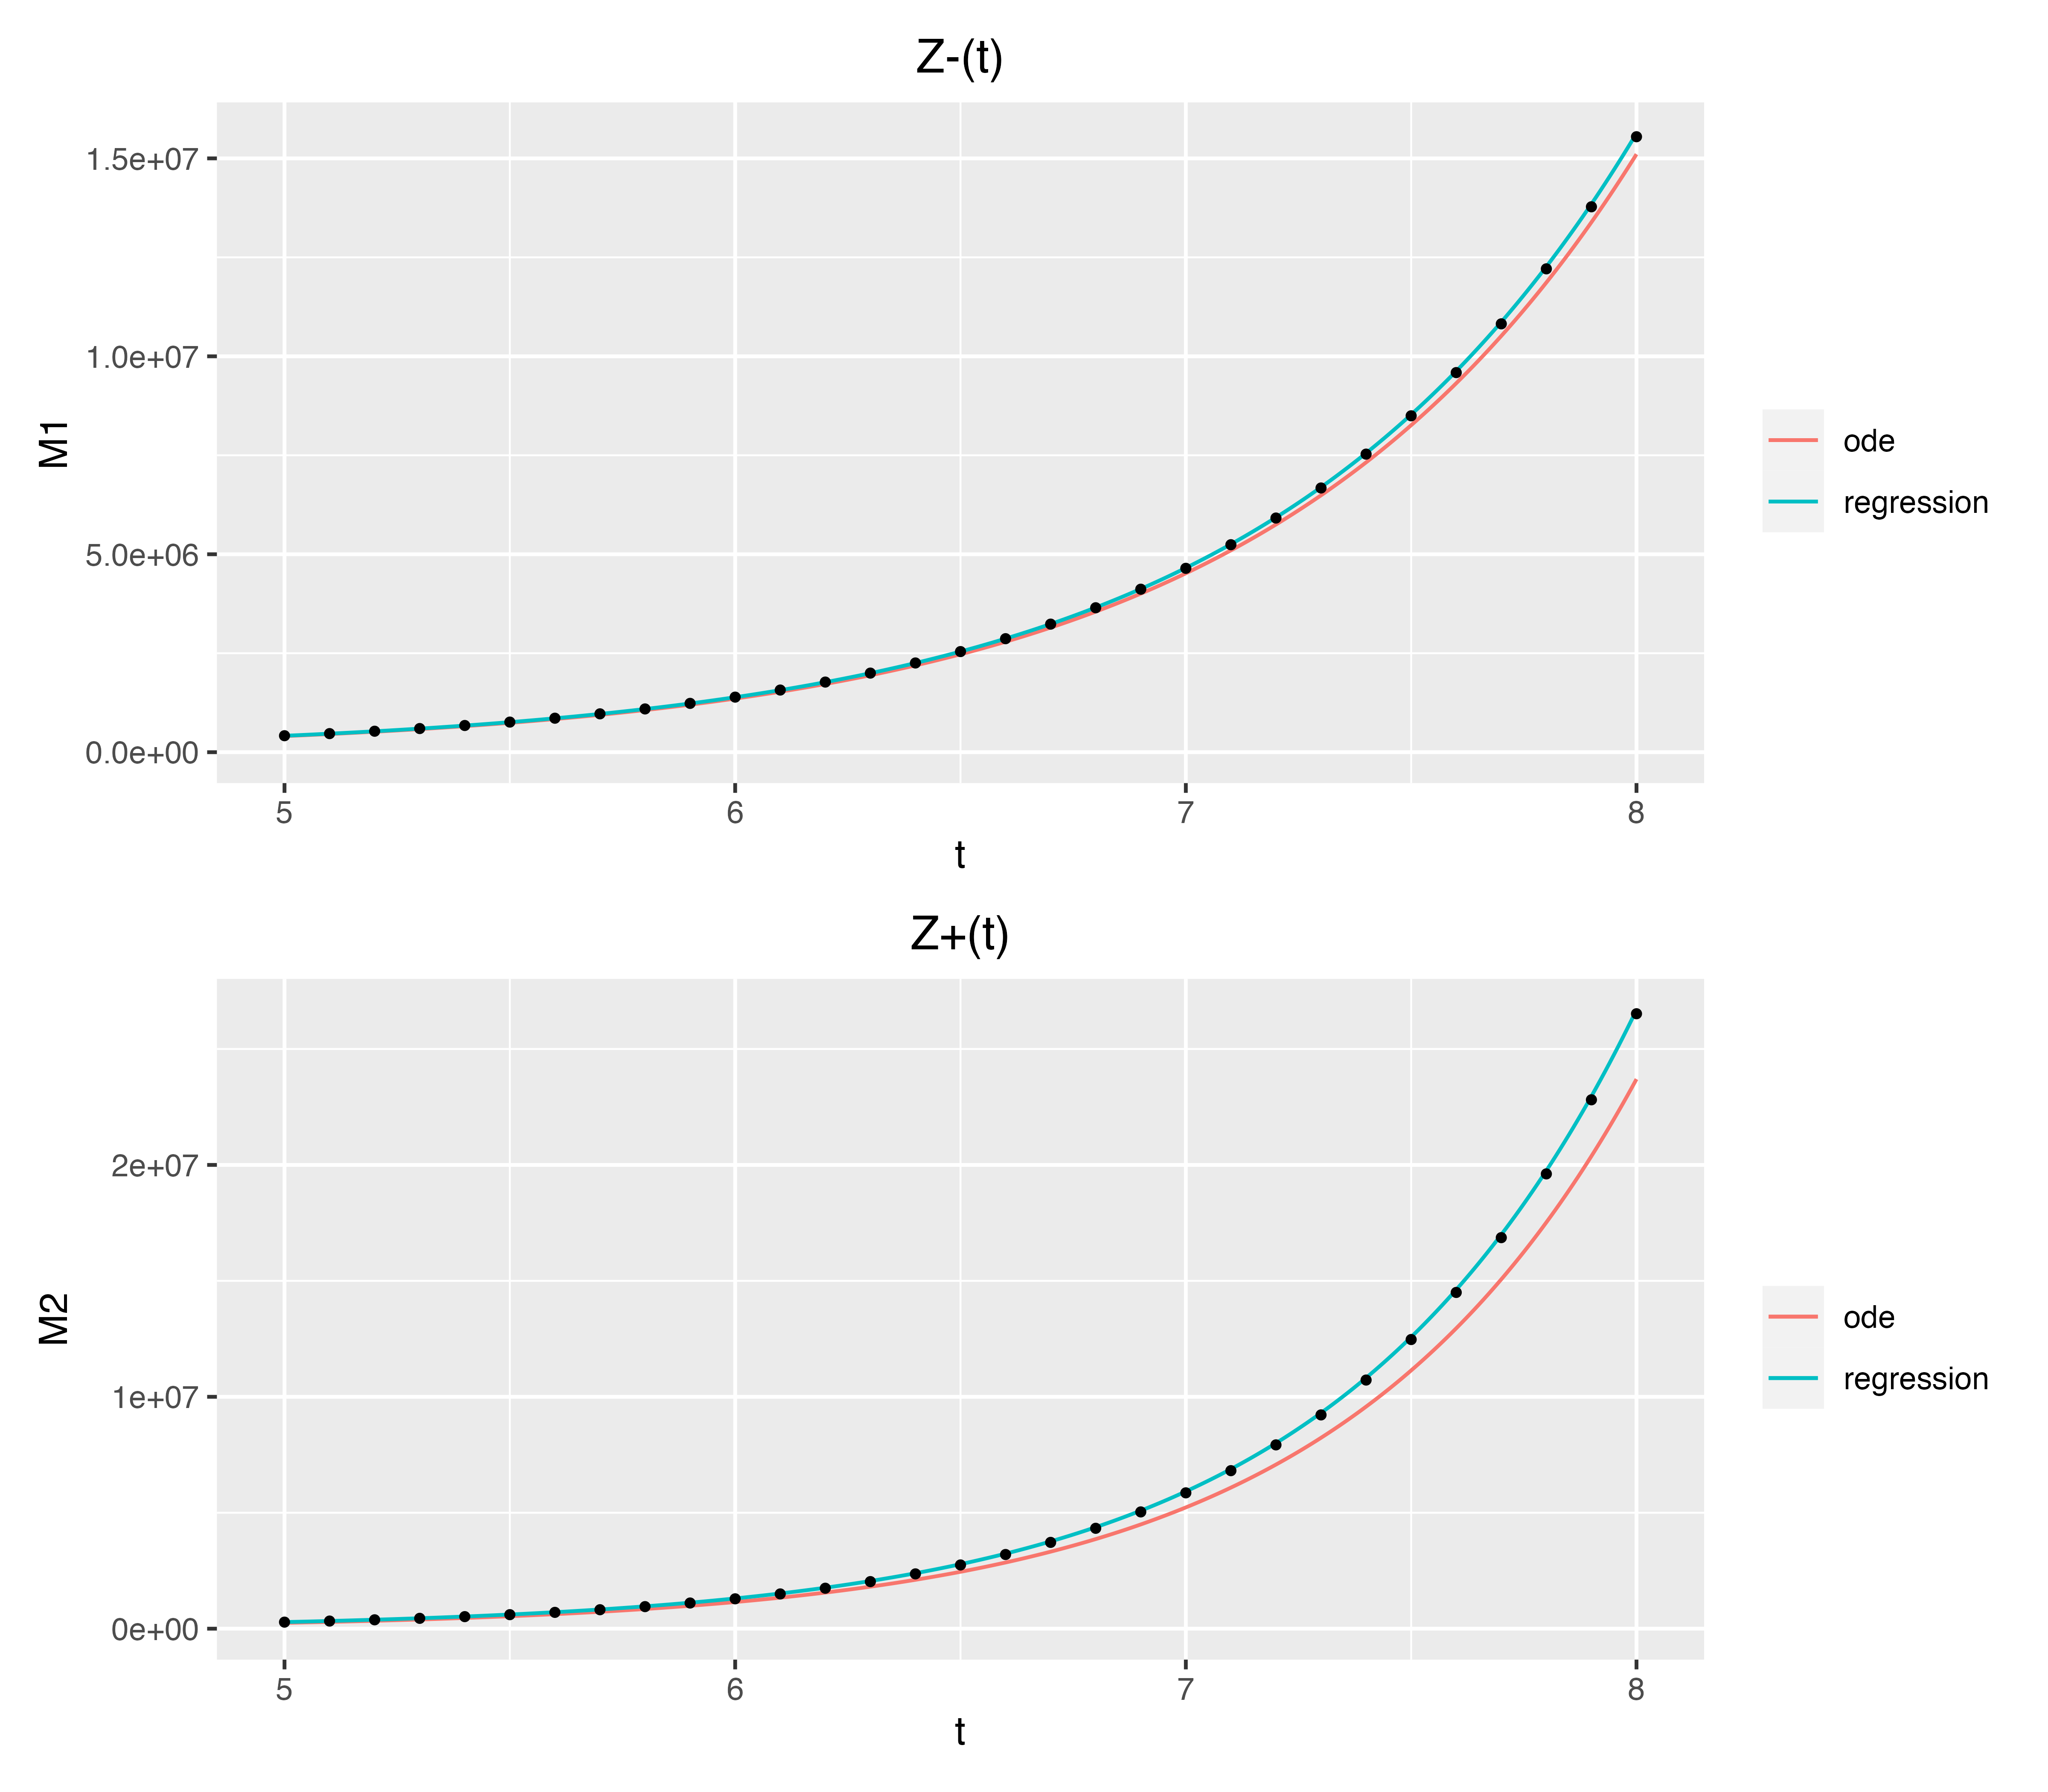 Z-(t)
M1
1.5e+07
1.0e+07
5.0e+06
0.0e+00
5 6 7 8
t
ode
regression
Z+(t)
M2
2e+07
1e+07
0e+00
5 6 7 8
t
ode
regression